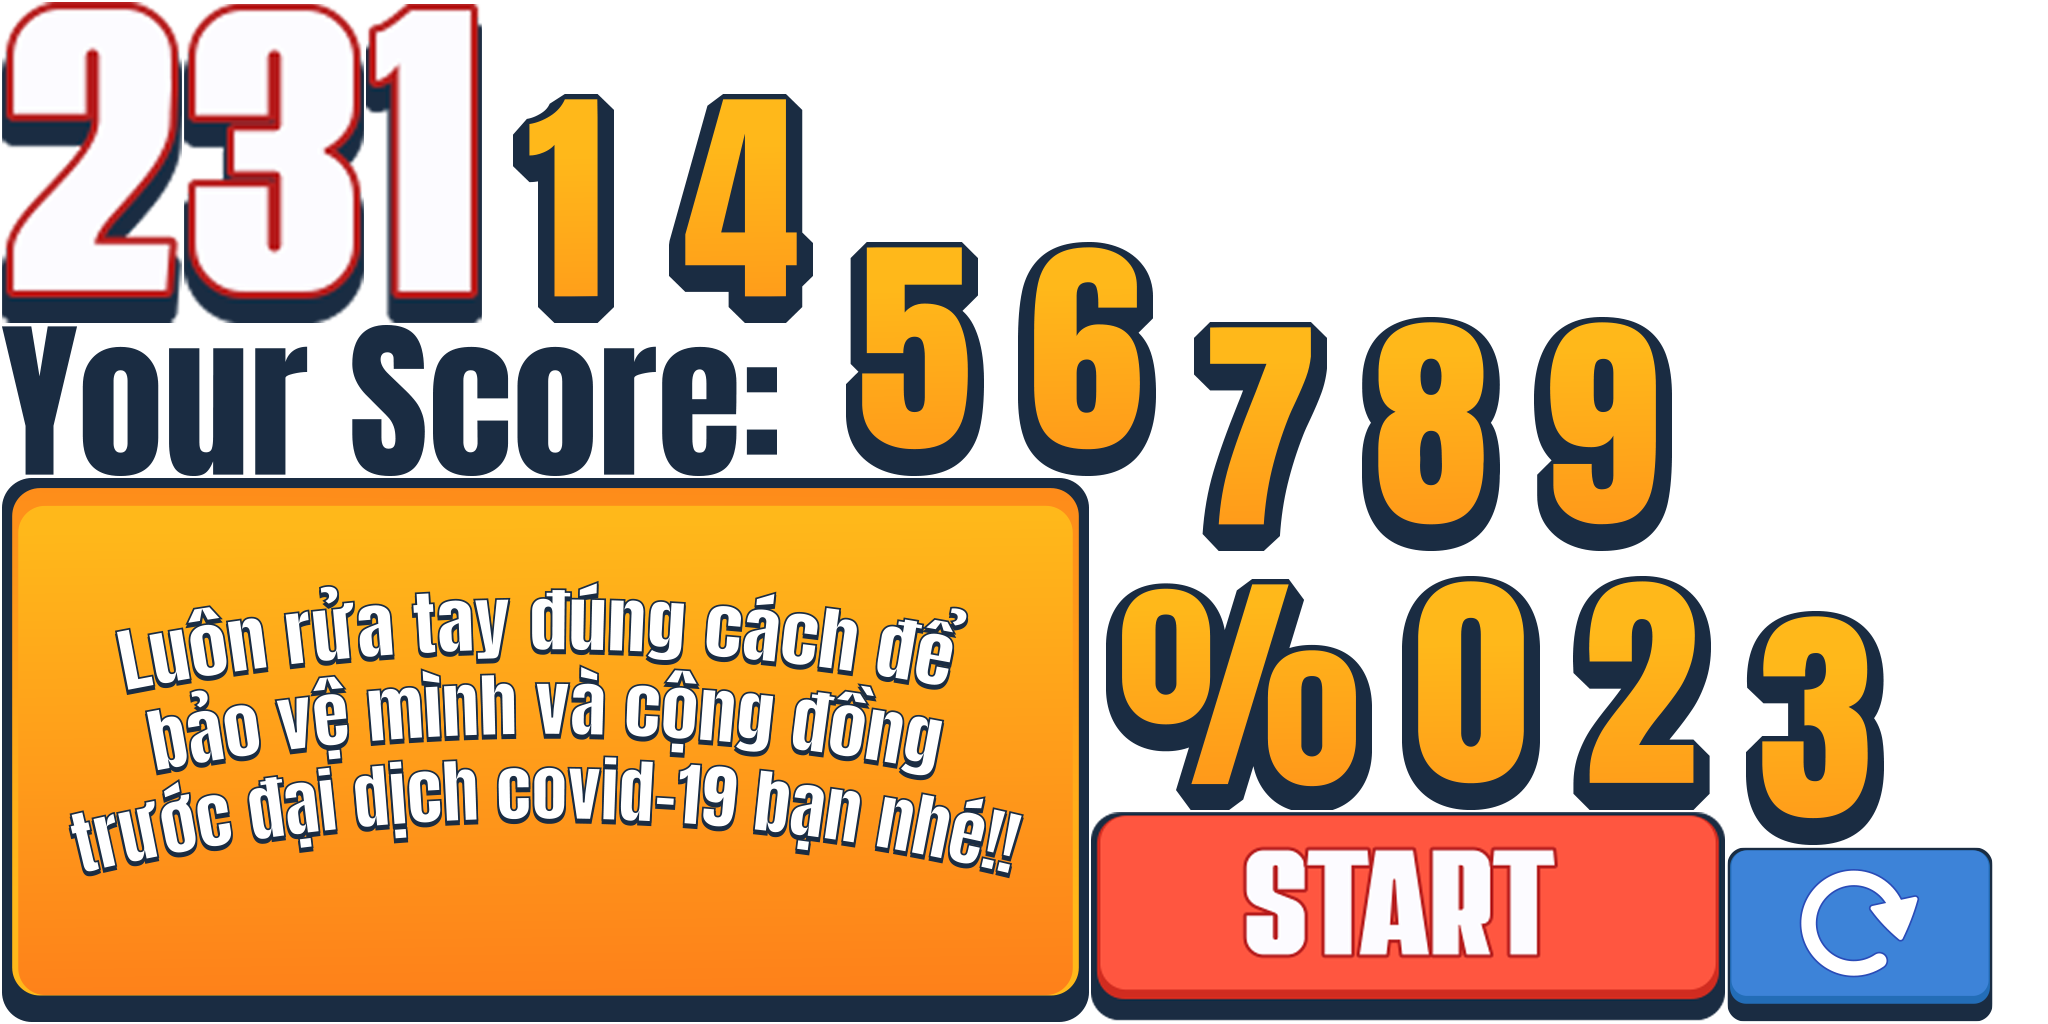 231
1 4
5 6
7 8 9
Your Score:
Luôn rửa tay đúng cách để
bảo vệ mình và cộng đồng
trước đại dịch covid-19 bạn nhé!!
% 0 2 3
START